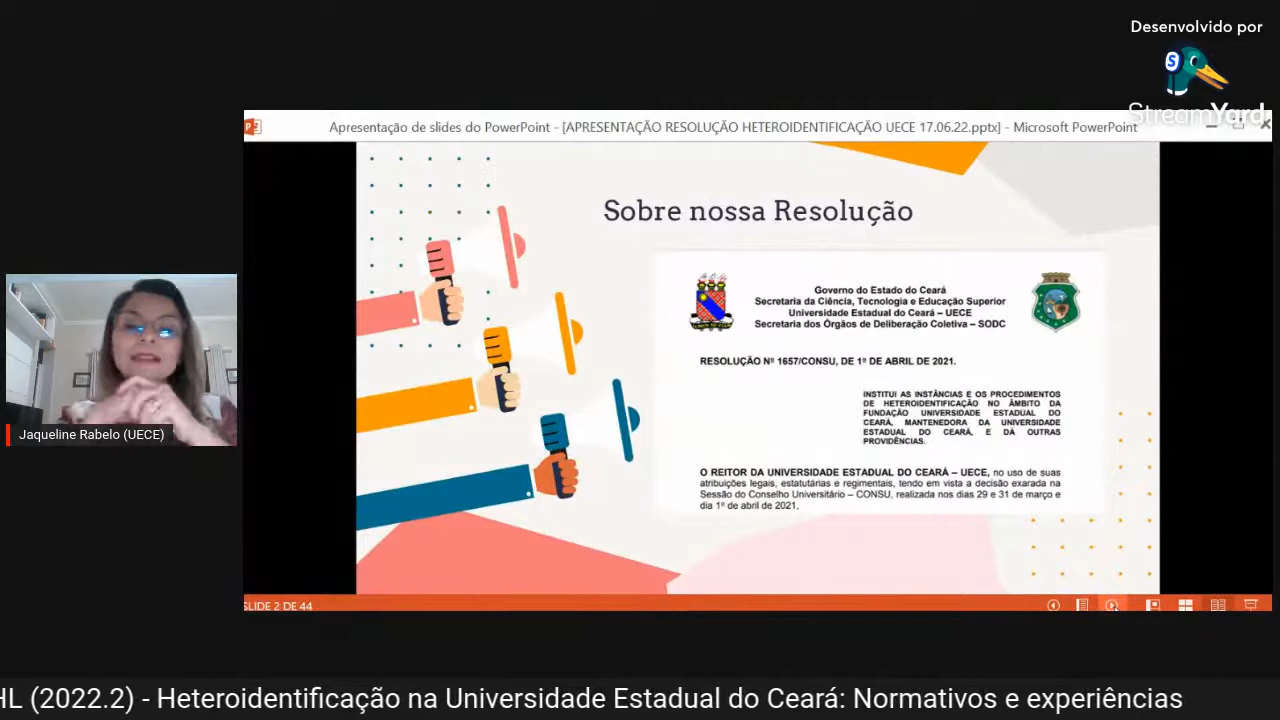 Desenvolvido por
StreamYard
Apresentação de slides do PowerPoint - [APRESENTAÇÃO RESOLUÇÃO HETEROIDENTIFICAÇÃO UECE 17.06.22.pptx] - Microsoft PowerPoint
Sobre nossa Resolução
Governo do Estado do Ceará
Secretaria da Ciência, Tecnologia e Educação Superior
Universidade Estadual do Ceará – UECE
Secretaria dos Órgãos de Deliberação Coletiva – SODC
RESOLUÇÃO Nº 1657/CONSU, DE 1º DE ABRIL DE 2021.
INSTITUI AS INSTÂNCIAS E OS PROCEDIMENTOS
DE HETEROIDENTIFICAÇÃO NO ÂMBITO DA
FUNDAÇÃO UNIVERSIDADE ESTADUAL DO
CEARÁ, MANTENEDORA DA UNIVERSIDADE
ESTADUAL DO CEARÁ, E DÁ OUTRAS
PROVIDÊNCIAS.
O REITOR DA UNIVERSIDADE ESTADUAL DO CEARÁ – UECE, no uso de suas
atribuições legais, estatutárias e regimentais, tendo em vista a decisão exarada na
Sessão do Conselho Universitário – CONSU, realizada nos dias 29 e 31 de março e
dia 1º de abril de 2021,
Jaqueline Rabelo (UECE)
SLIDE 2 DE 44
HL (2022.2) - Heteroidentificação na Universidade Estadual do Ceará: Normativos e experiências